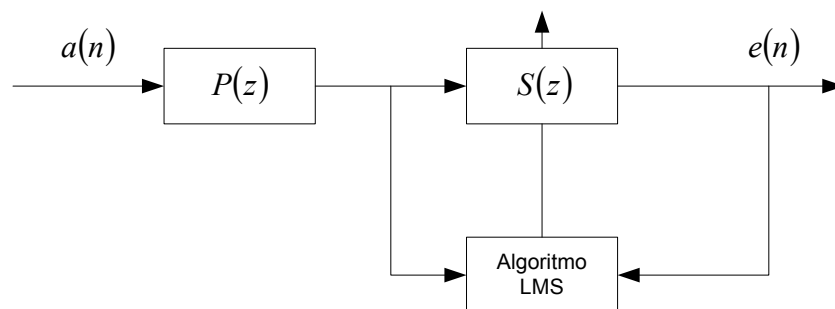 a(n)
P(z)
S(z)
e(n)
Algoritmo
LMS